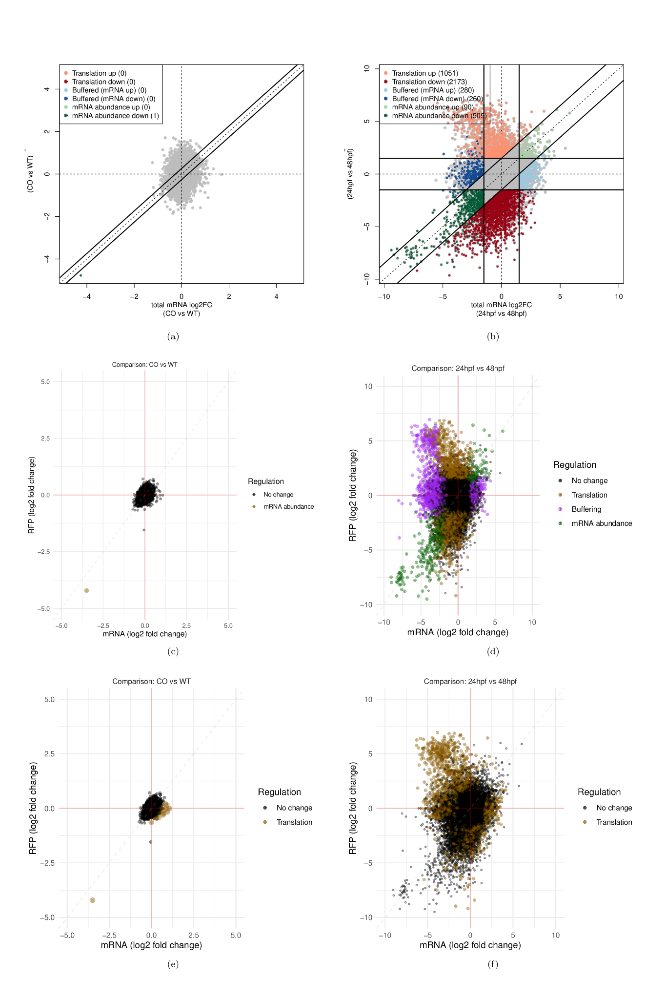 Translation up (0)
Translation down (0)
Buffered (mRNA up) (0)
Buffered (mRNA down) (0)
mRNA abundance up (0)
mRNA abundance down (1)
4
2
0
−2
−4
(CO vs WT)
−4
−2
0
2
4
total mRNA log2FC
(CO vs WT)
(a)
Translation up (1051)
Translation down (2173)
Buffered (mRNA up) (280)
Buffered (mRNA down) (260)
mRNA abundance up (90)
mRNA abundance down (505)
10
5
0
−5
−10
(24hpf vs 48hpf)
−10
−5
0
5
10
total mRNA log2FC
(24hpf vs 48hpf)
(b)
Comparison: CO vs WT
5.0
2.5
0.0
−2.5
−5.0
RFP (log2 fold change)
−5.0
−2.5
0.0
2.5
5.0
mRNA (log2 fold change)
Regulation
No change
mRNA abundance
(c)
Comparison: 24hpf vs 48hpf
10
5
0
−5
−10
RFP (log2 fold change)
−10
−5
0
5
10
mRNA (log2 fold change)
Regulation
No change
Translation
Buffering
mRNA abundance
(d)
Comparison: CO vs WT
5.0
2.5
0.0
−2.5
−5.0
RFP (log2 fold change)
−5.0
−2.5
0.0
2.5
5.0
mRNA (log2 fold change)
Regulation
No change
Translation
(e)
Comparison: 24hpf vs 48hpf
10
5
0
−5
−10
RFP (log2 fold change)
−10
−5
0
5
10
mRNA (log2 fold change)
Regulation
No change
Translation
(f)